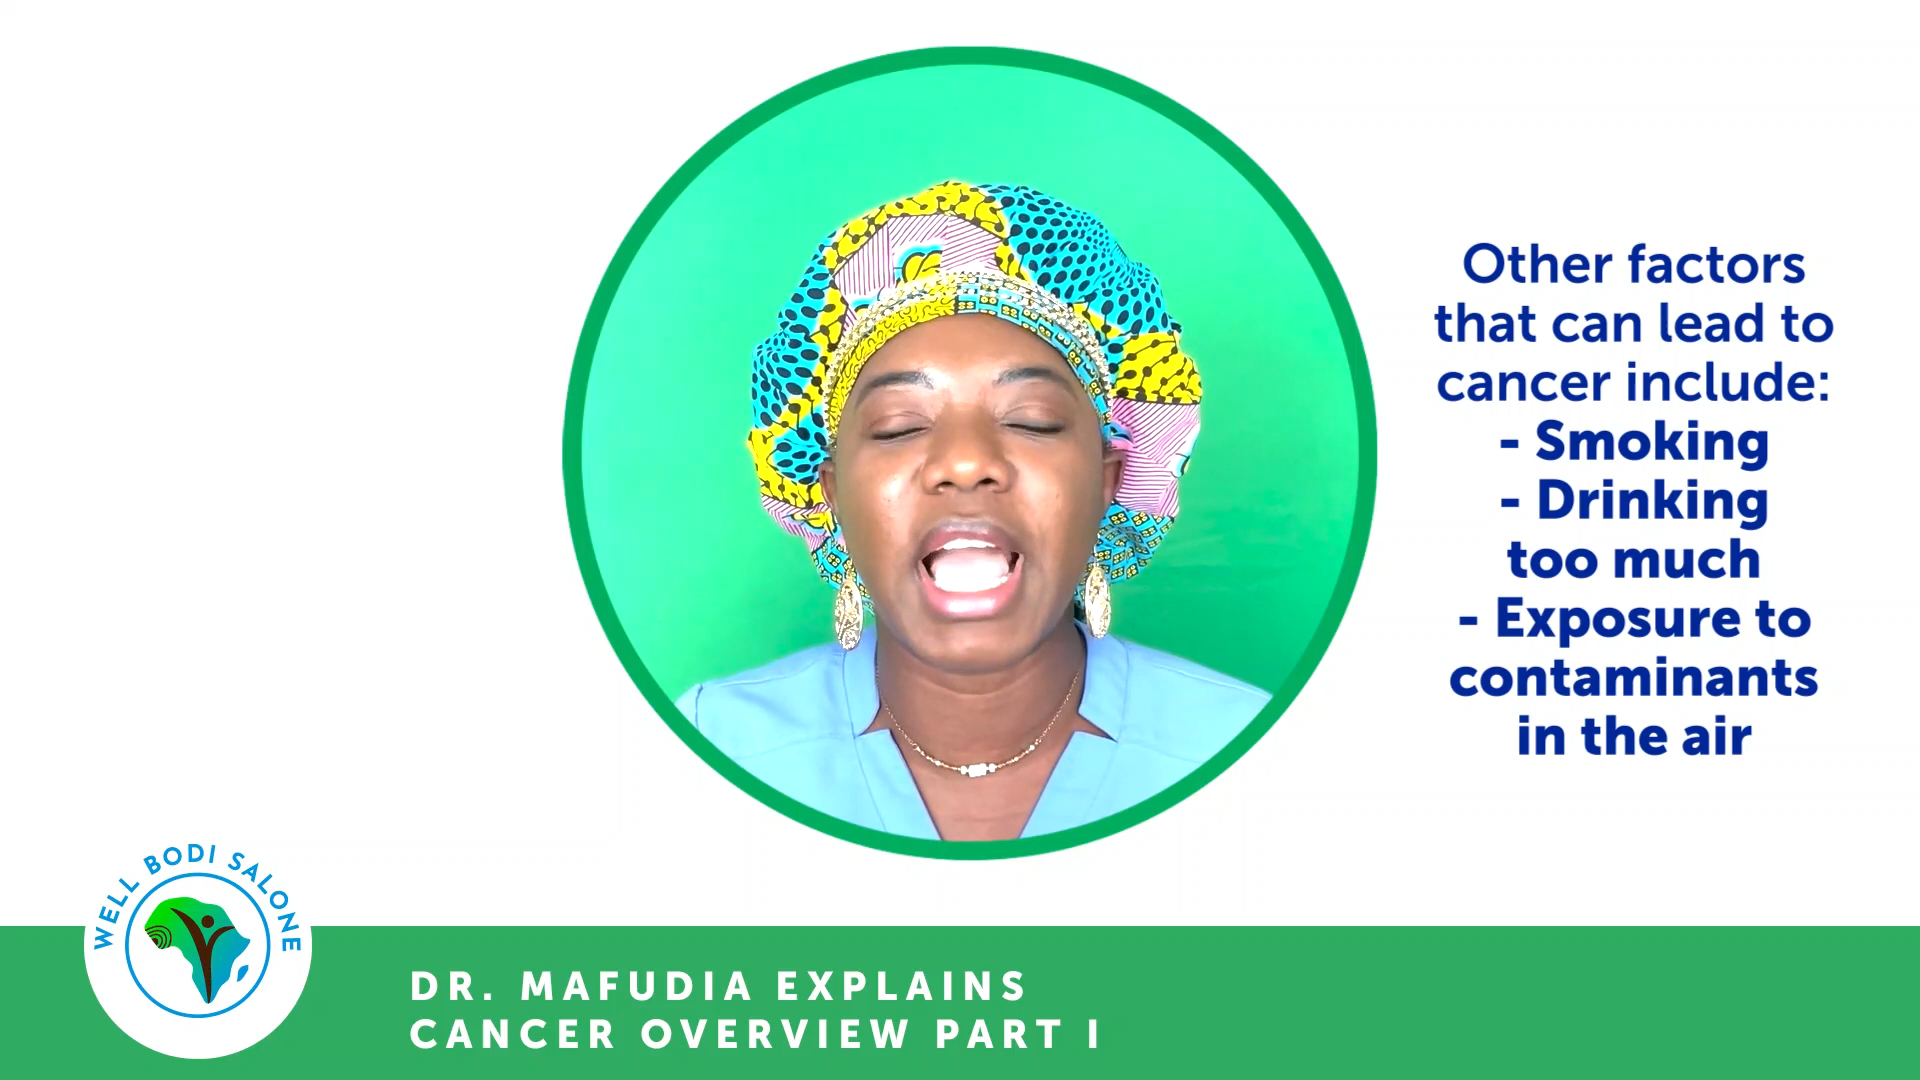 Other factors
that can lead to
cancer include:
- Smoking
- Drinking
too much
- Exposure to
contaminants
in the air
WELL BODI SALONE
DR. MAFUDIA EXPLAINS
CANCER OVERVIEW PART I